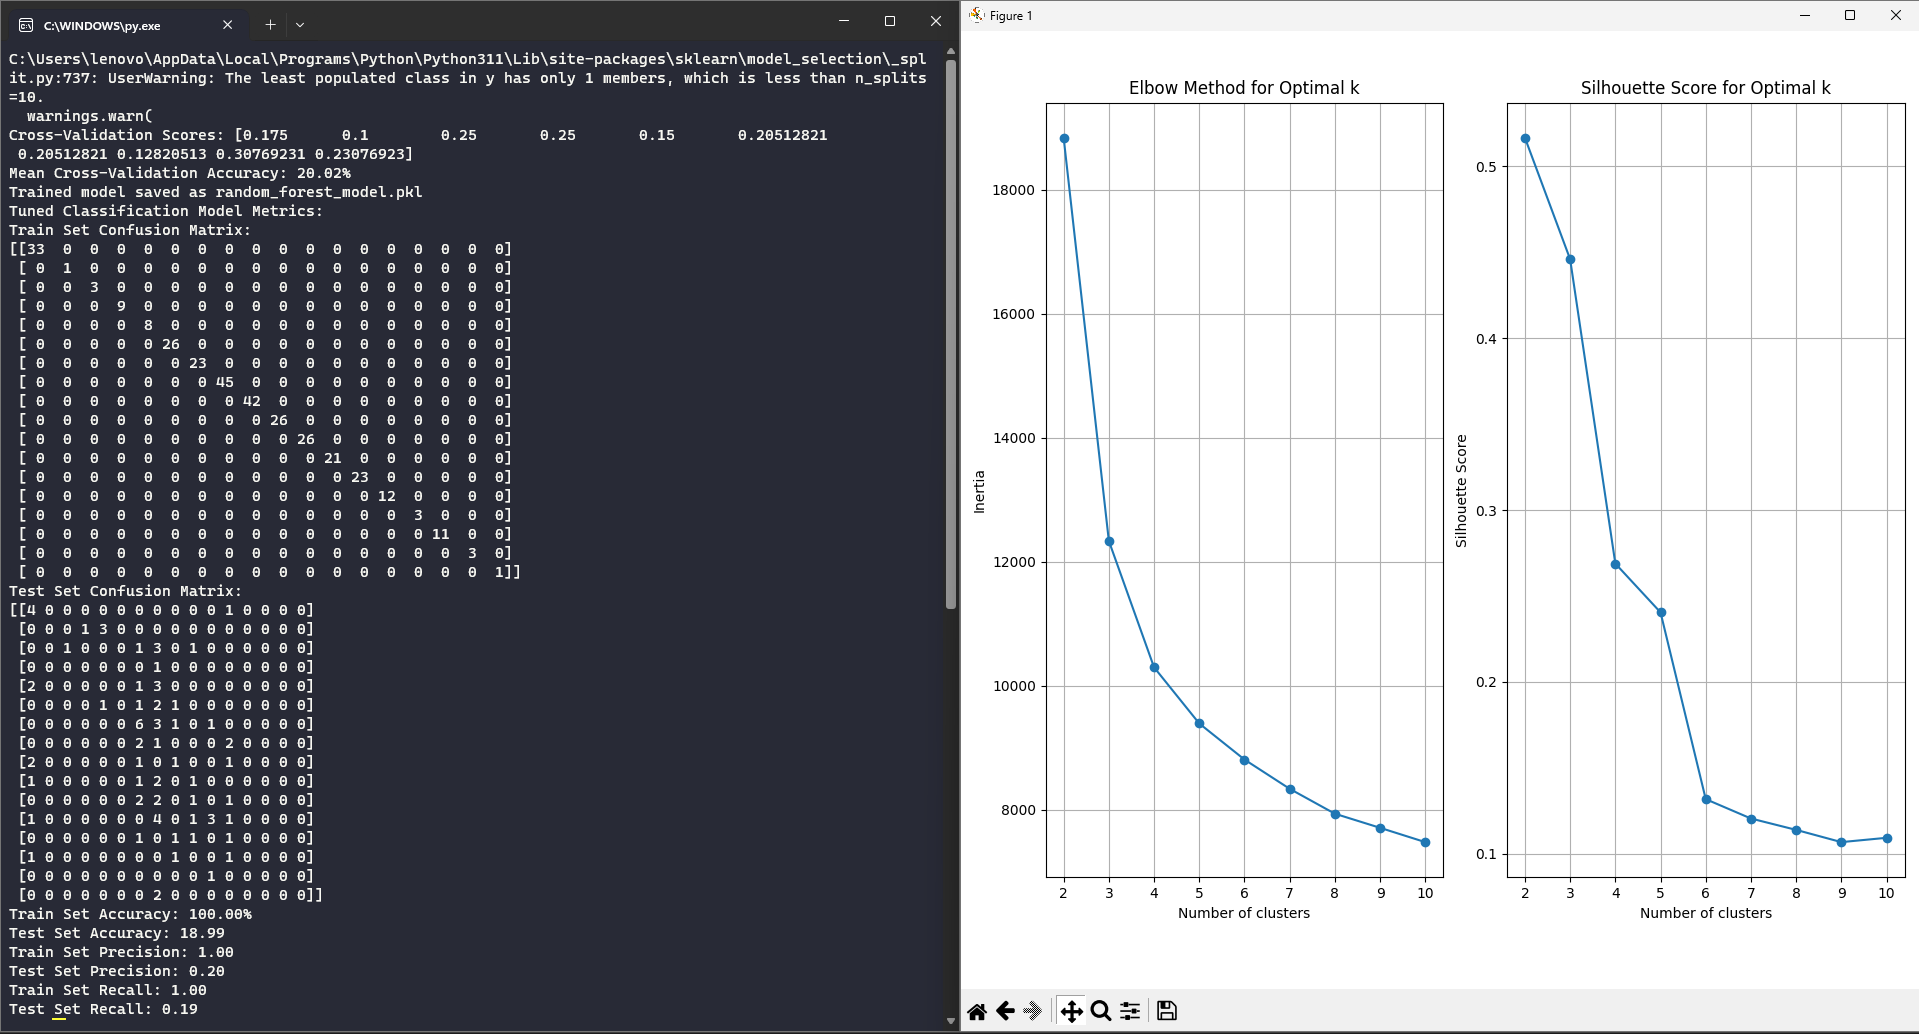 C:\WINDOWS\py.exe
C:\Users\lenovo\AppData\Local\Programs\Python\Python311\Lib\site-packages\sklearn\model_selection\_spl
it.py:737: UserWarning: The least populated class in y has only 1 members, which is less than n_splits
=10.
  warnings.warn(
Cross-Validation Scores: [0.175      0.1        0.25       0.25       0.15       0.20512821
 0.20512821 0.12820513 0.30769231 0.23076923]
Mean Cross-Validation Accuracy: 20.02%
Trained model saved as random_forest_model.pkl
Tuned Classification Model Metrics:
Train Set Confusion Matrix:
[[33  0  0  0  0  0  0  0  0  0  0  0  0  0  0  0  0  0]
 [ 0  1  0  0  0  0  0  0  0  0  0  0  0  0  0  0  0  0]
 [ 0  0  3  0  0  0  0  0  0  0  0  0  0  0  0  0  0  0]
 [ 0  0  0  9  0  0  0  0  0  0  0  0  0  0  0  0  0  0]
 [ 0  0  0  0  8  0  0  0  0  0  0  0  0  0  0  0  0  0]
 [ 0  0  0  0  0 26  0  0  0  0  0  0  0  0  0  0  0  0]
 [ 0  0  0  0  0  0 23  0  0  0  0  0  0  0  0  0  0  0]
 [ 0  0  0  0  0  0  0 45  0  0  0  0  0  0  0  0  0  0]
 [ 0  0  0  0  0  0  0  0 42  0  0  0  0  0  0  0  0  0]
 [ 0  0  0  0  0  0  0  0  0 26  0  0  0  0  0  0  0  0]
 [ 0  0  0  0  0  0  0  0  0  0 26  0  0  0  0  0  0  0]
 [ 0  0  0  0  0  0  0  0  0  0  0 21  0  0  0  0  0  0]
 [ 0  0  0  0  0  0  0  0  0  0  0  0 23  0  0  0  0  0]
 [ 0  0  0  0  0  0  0  0  0  0  0  0  0 12  0  0  0  0]
 [ 0  0  0  0  0  0  0  0  0  0  0  0  0  0  3  0  0  0]
 [ 0  0  0  0  0  0  0  0  0  0  0  0  0  0  0 11  0  0]
 [ 0  0  0  0  0  0  0  0  0  0  0  0  0  0  0  0  3  0]
 [ 0  0  0  0  0  0  0  0  0  0  0  0  0  0  0  0  0  1]]
Test Set Confusion Matrix:
[[4 0 0 0 0 0 0 0 0 0 0 1 0 0 0 0]
 [0 0 0 1 3 0 0 0 0 0 0 0 0 0 0 0]
 [0 0 1 0 0 0 1 3 0 1 0 0 0 0 0 0]
 [0 0 0 0 0 0 0 1 0 0 0 0 0 0 0 0]
 [2 0 0 0 0 0 1 3 0 0 0 0 0 0 0 0]
 [0 0 0 0 1 0 1 2 1 0 0 0 0 0 0 0]
 [0 0 0 0 0 0 6 3 1 0 1 0 0 0 0 0]
 [0 0 0 0 0 0 2 1 0 0 0 2 0 0 0 0]
 [2 0 0 0 0 0 1 0 1 0 0 1 0 0 0 0]
 [1 0 0 0 0 0 1 2 0 1 0 0 0 0 0 0]
 [0 0 0 0 0 0 2 2 0 1 0 1 0 0 0 0]
 [1 0 0 0 0 0 0 4 0 1 3 1 0 0 0 0]
 [0 0 0 0 0 0 1 0 1 1 0 1 0 0 0 0]
 [1 0 0 0 0 0 0 0 1 0 0 1 0 0 0 0]
 [0 0 0 0 0 0 0 0 0 0 1 0 0 0 0 0]
 [0 0 0 0 0 0 0 2 0 0 0 0 0 0 0 0]]
Train Set Accuracy: 100.00%
Test Set Accuracy: 18.99
Train Set Precision: 1.00
Test Set Precision: 0.20
Train Set Recall: 1.00
Test Set Recall: 0.19
Figure 1
Elbow Method for Optimal k
18000
16000
14000
12000
10000
8000
Inertia
2 3 4 5 6 7 8 9 10
Number of clusters
Silhouette Score for Optimal k
0.5
0.4
0.3
0.2
0.1
Silhouette Score
2 3 4 5 6 7 8 9 10
Number of clusters